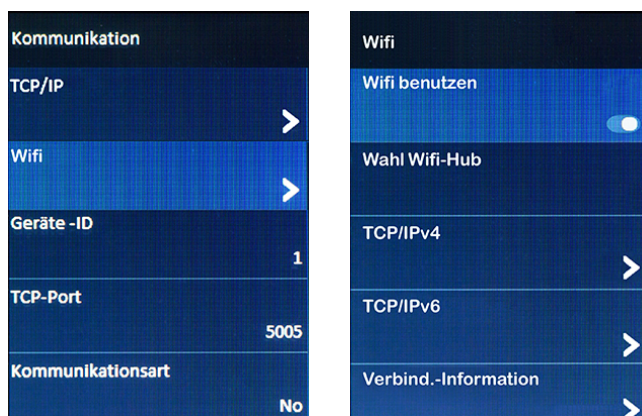 Kommunikation
TCP/IP
Wifi
Geräte -ID
1
TCP-Port
5005
Kommunikationsart
No
Wifi
Wifi benutzen
Wahl Wifi-Hub
TCP/IPv4
TCP/IPv6
Verbind.-Information